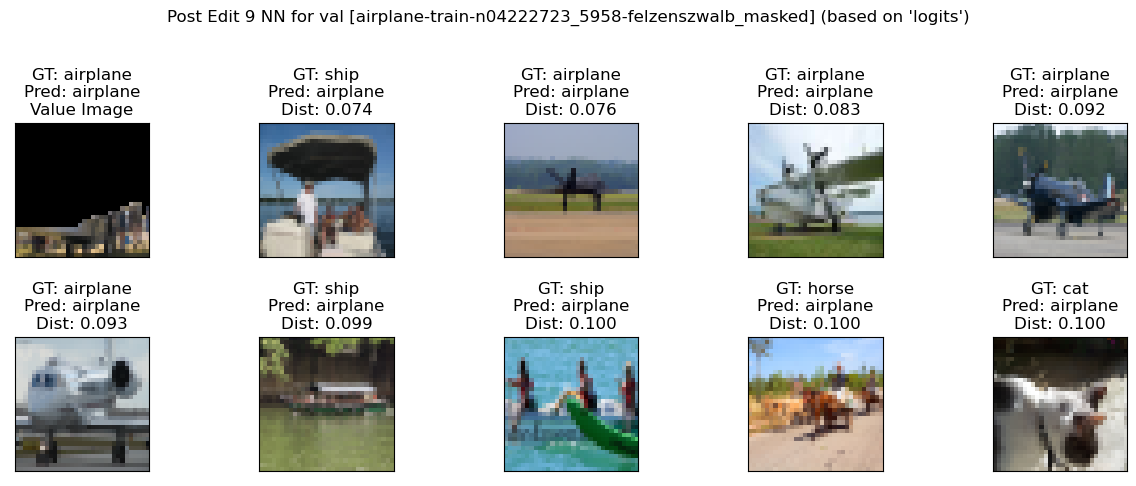 Post Edit 9 NN for val [airplane-train-n04222723_5958-felzenszwalb_masked] (based on 'logits')
GT: airplane
Pred: airplane
Value Image
GT: ship
Pred: airplane
Dist: 0.074
GT: airplane
Pred: airplane
Dist: 0.076
GT: airplane
Pred: airplane
Dist: 0.083
GT: airplane
Pred: airplane
Dist: 0.092
GT: airplane
Pred: airplane
Dist: 0.093
GT: ship
Pred: airplane
Dist: 0.099
GT: ship
Pred: airplane
Dist: 0.100
GT: horse
Pred: airplane
Dist: 0.100
GT: cat
Pred: airplane
Dist: 0.100